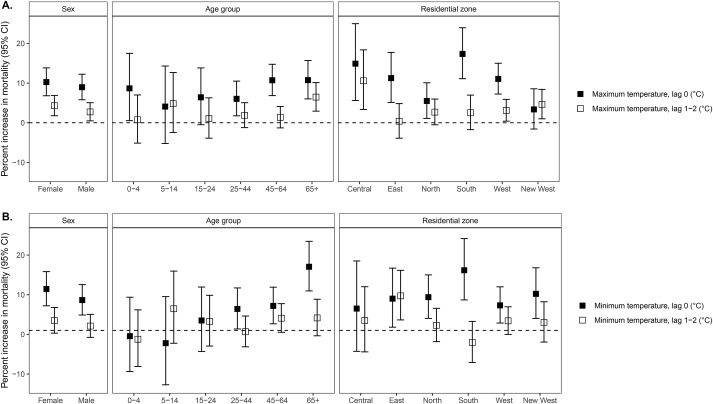 A.
Sex
Age group
Residential zone
Percent increase in mortality (95% CI)
20
10
0
−10
Female Male 0−4 5−14 15−24 25−44 45−64 65+ Central East North South West New West
Maximum temperature, lag 0 (°C)
Maximum temperature, lag 1−2 (°C)
B.
Sex
Age group
Residential zone
Percent increase in mortality (95% CI)
20
10
0
−10
Female Male 0−4 5−14 15−24 25−44 45−64 65+ Central East North South West New West
Minimum temperature, lag 0 (°C)
Minimum temperature, lag 1−2 (°C)